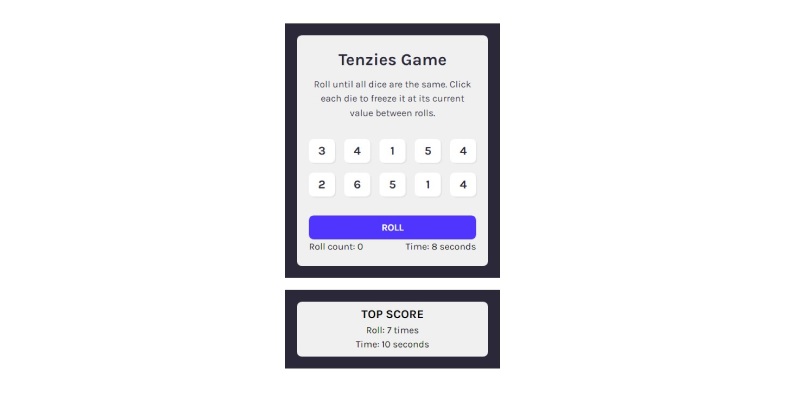 Tenzies Game
Roll until all dice are the same. Click
each die to freeze it at its current
value between rolls.
3 4 1 5 4
2 6 5 1 4
ROLL
Roll count: 0 Time: 8 seconds
TOP SCORE
Roll: 7 times
Time: 10 seconds